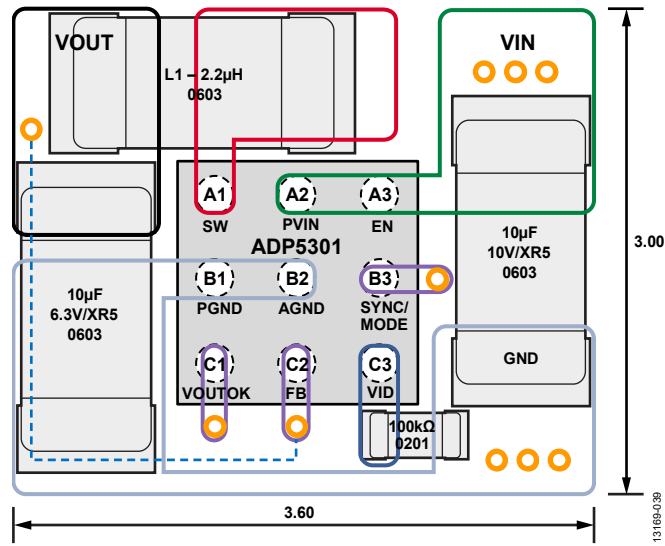 VOUT
L1 – 2.2µH
0603
VIN
A1
A2
A3
SW
PVIN
EN
ADP5301
10µF
10V/XR5
0603
3.00
B1
B2
B3
PGND
AGND
SYNC/
MODE
10µF
6.3V/XR5
0603
GND
C1
C2
C3
VOUTOK
FB
VID
100kΩ
0201
3.60
13169-039